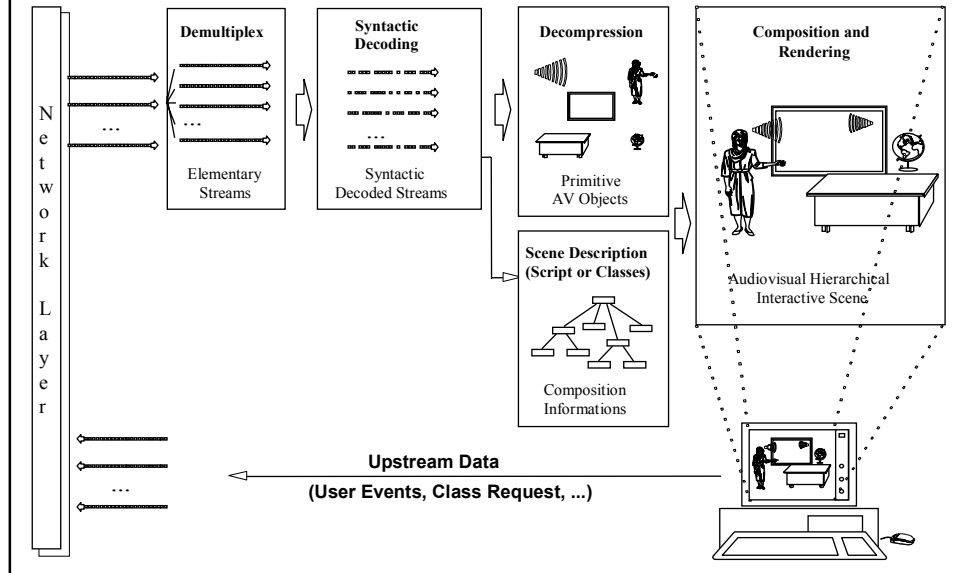 Network Layer
...
...
Demultiplex
...
Elementary
Streams
Syntactic
Decoding
...
Syntactic
Decoded Streams
Decompression
Primitive
AV Objects
Scene Description
(Script or Classes)
Composition
Informations
Composition and
Rendering
Audiovisual Hierarchical
Interactive Scene
Upstream Data
(User Events, Class Request, ...)